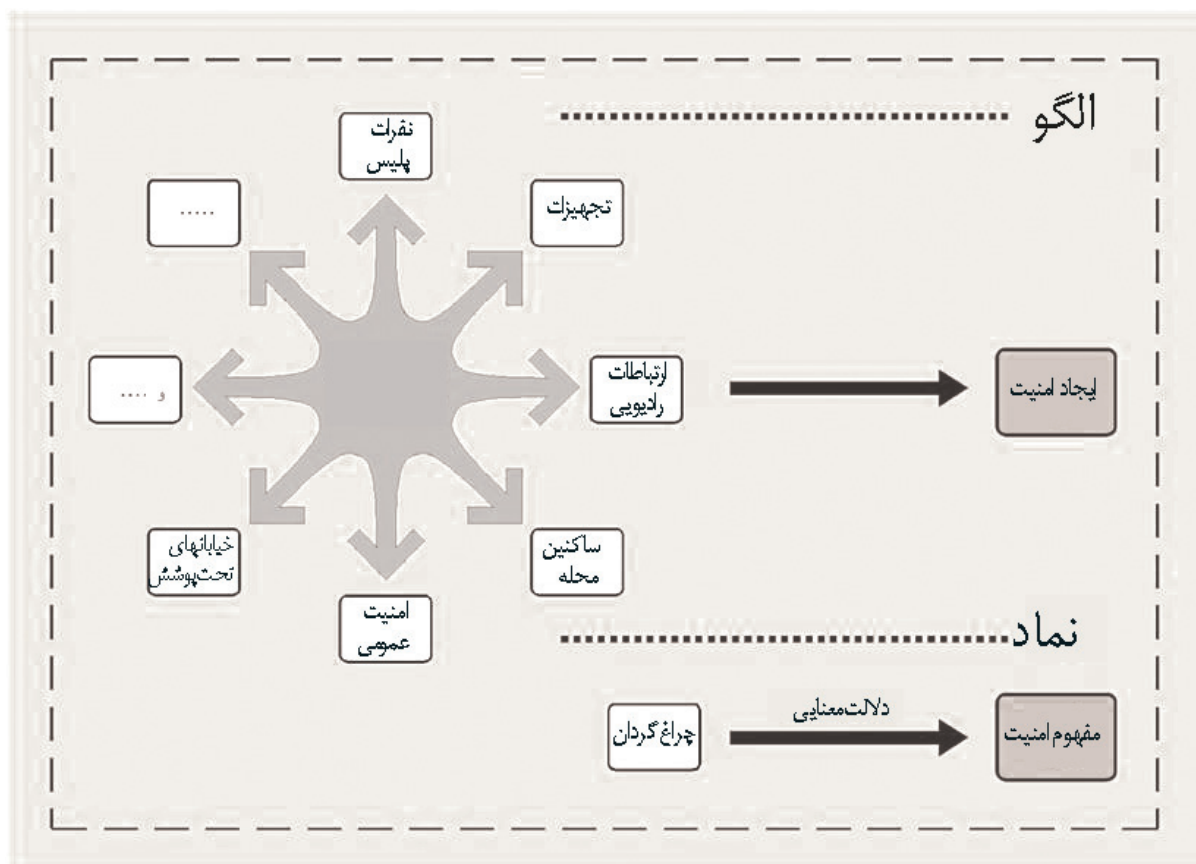 الگو
نفرات
پلیس
تجهیزات
.....
ارتباطات
رادیویی
ایجاد امنیت
و ....
ساکنین
محله
خیابانهای
تحت‌پوشش
امنیت
عمومی
نماد
چراغ گردان
دلالت‌معنایی
مفهوم امنیت